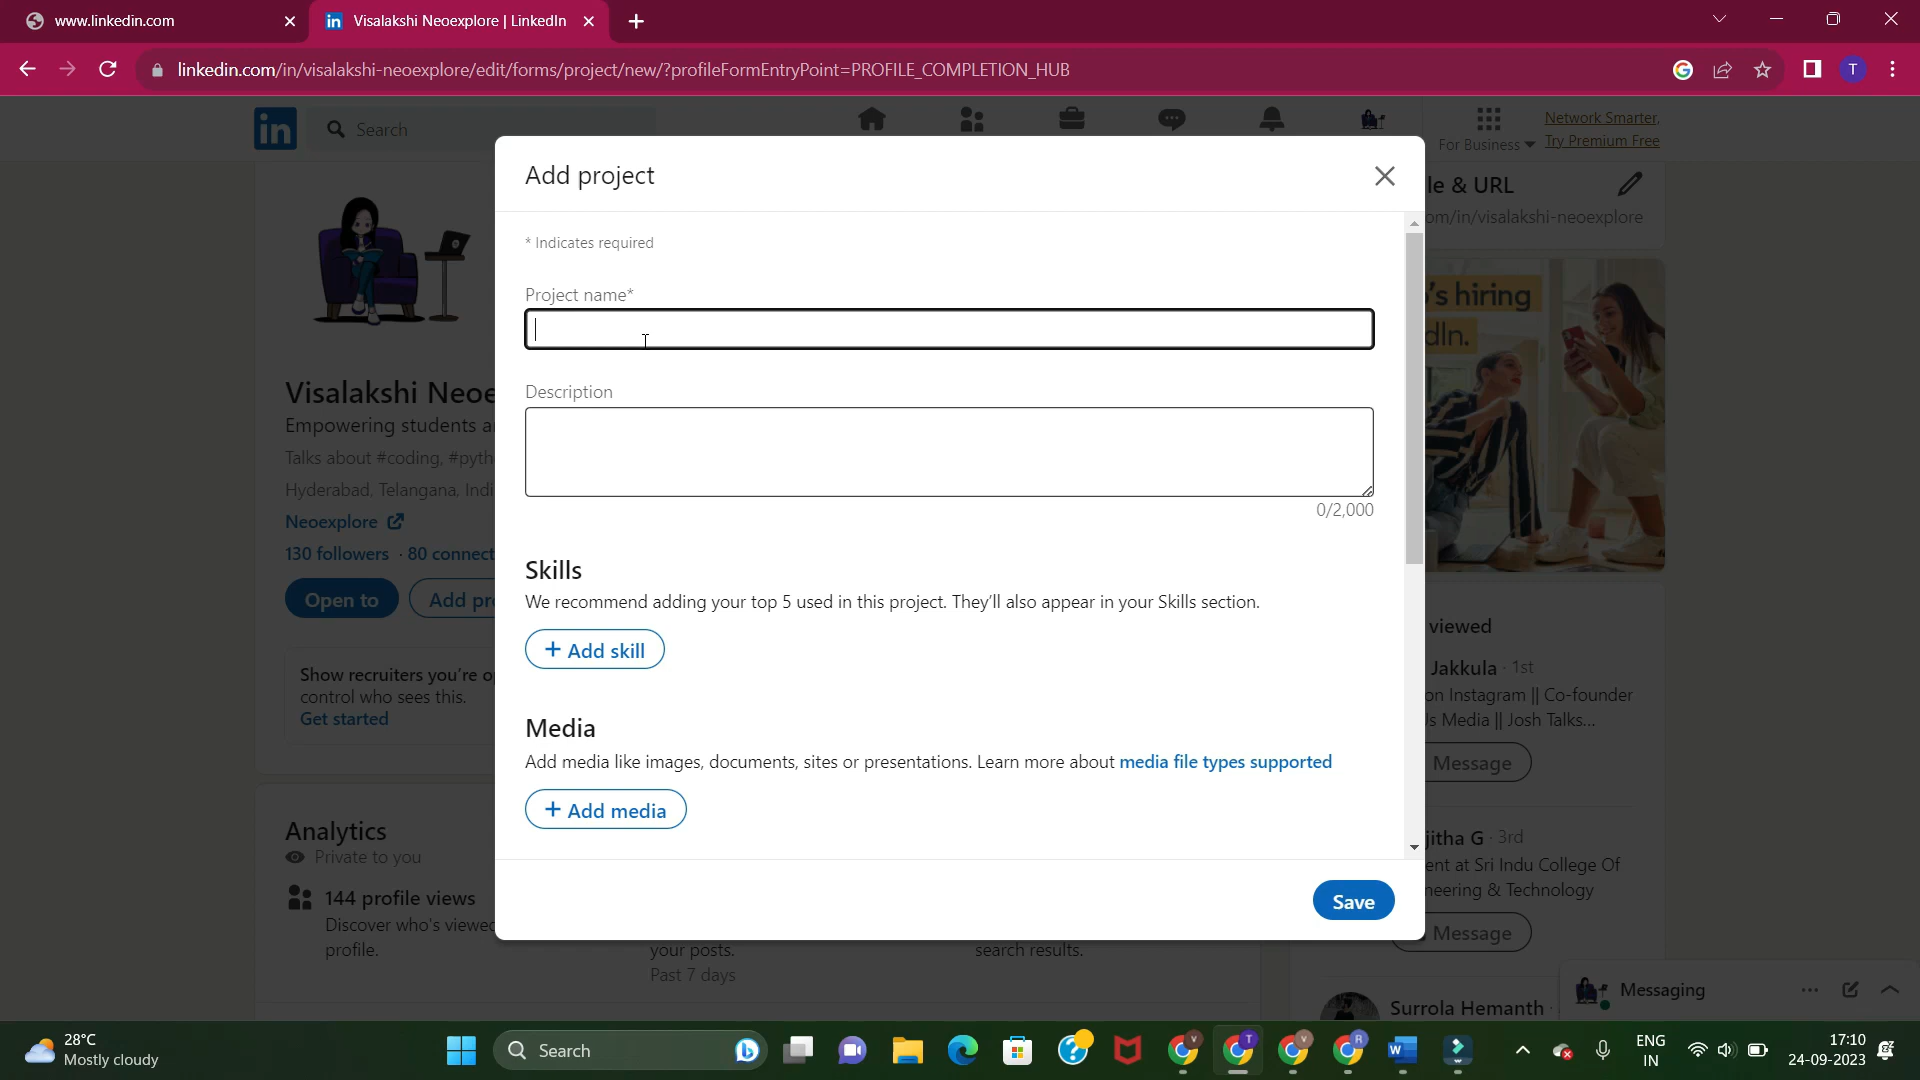 www.linkedin.com
in Visalakshi Neoexplore | LinkedIn
linkedin.com/in/visalakshi-neoexplore/edit/forms/project/new/?profileFormEntryPoint=PROFILE_COMPLETION_HUB
T
in
Search
For Business
Network Smarter,
Try Premium Free
Add project
* Indicates required
Project name*
Description
0/2,000
Skills
We recommend adding your top 5 used in this project. They'll also appear in your Skills section.
+ Add skill
Media
Add media like images, documents, sites or presentations. Learn more about media file types supported
+ Add media
Save
Visalakshi Neoe
Empowering students a
Talks about #coding, #pyth
Hyderabad, Telangana, Indi
Neoexplore
130 followers · 80 connect
Open to
Add pr
Show recruiters you're o
control who sees this.
Get started
Analytics
Private to you
144 profile views
Discover who's viewed
profile.
your posts.
Past 7 days
search results.
le & URL
om/in/visalakshi-neoexplore
's hiring
dIn.
viewed
Jakkula · 1st
on Instagram || Co-founder
Us Media || Josh Talks...
Message
jitha G · 3rd
ent at Sri Indu College Of
neering & Technology
Message
Surrola Hemanth ·
Messaging
28°C
Mostly cloudy
Search
ENG
IN
17:10
24-09-2023